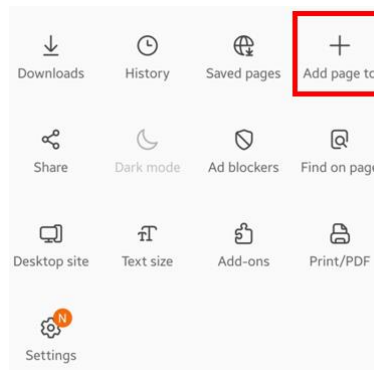 Downloads History Saved pages Add page to
Share Dark mode Ad blockers Find on page
Desktop site Text size Add-ons Print/PDF
N
Settings